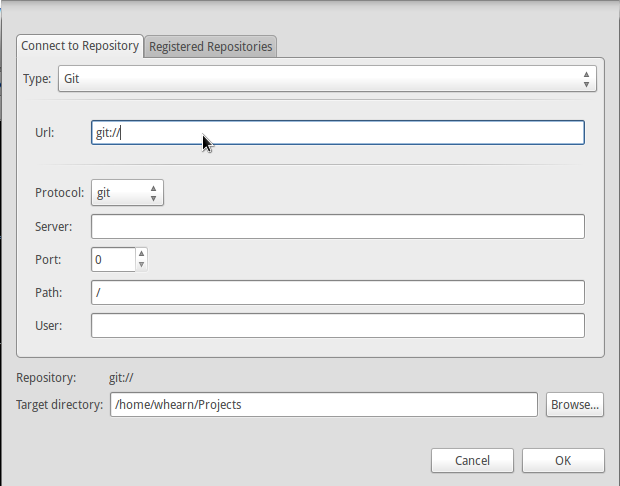 Connect to Repository Registered Repositories
Type: Git
Url: git://
Protocol: git
Server:
Port: 0
Path: /
User:
Repository: git://
Target directory: /home/whearn/Projects Browse...
Cancel OK